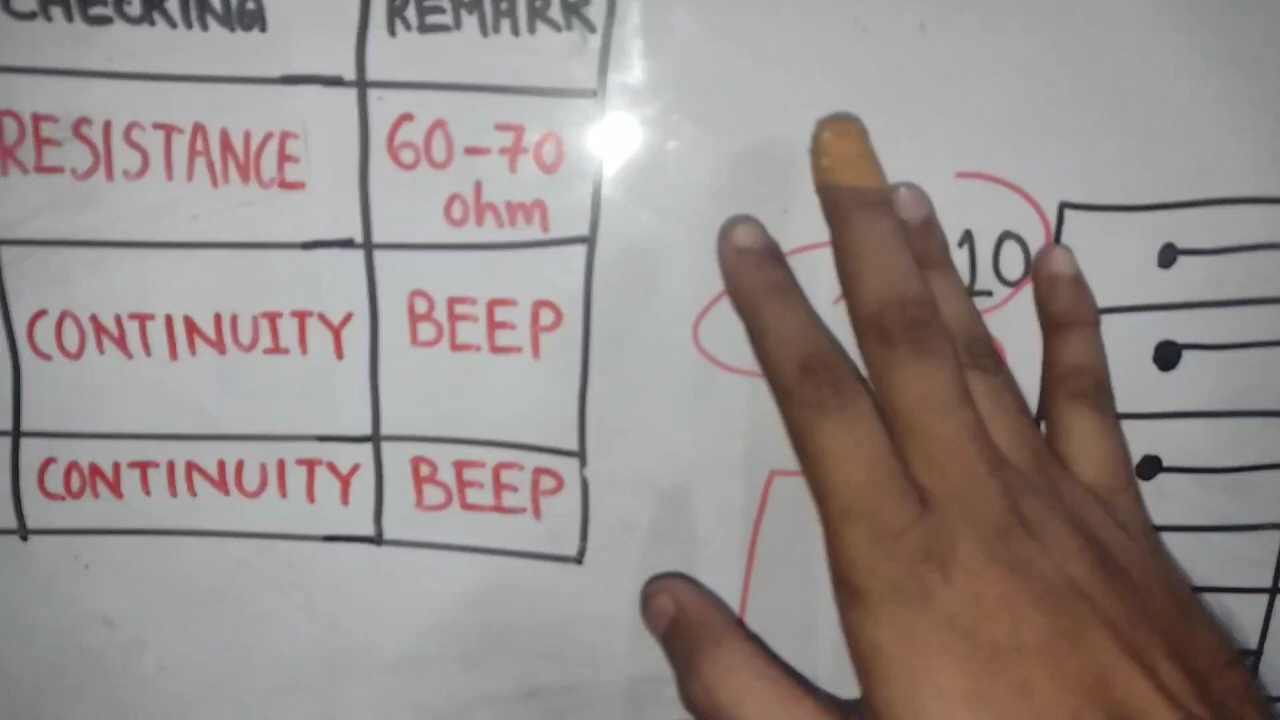 CHECKING REMARK
RESISTANCE 60-70
ohm
CONTINUITY BEEP
CONTINUITY BEEP
10